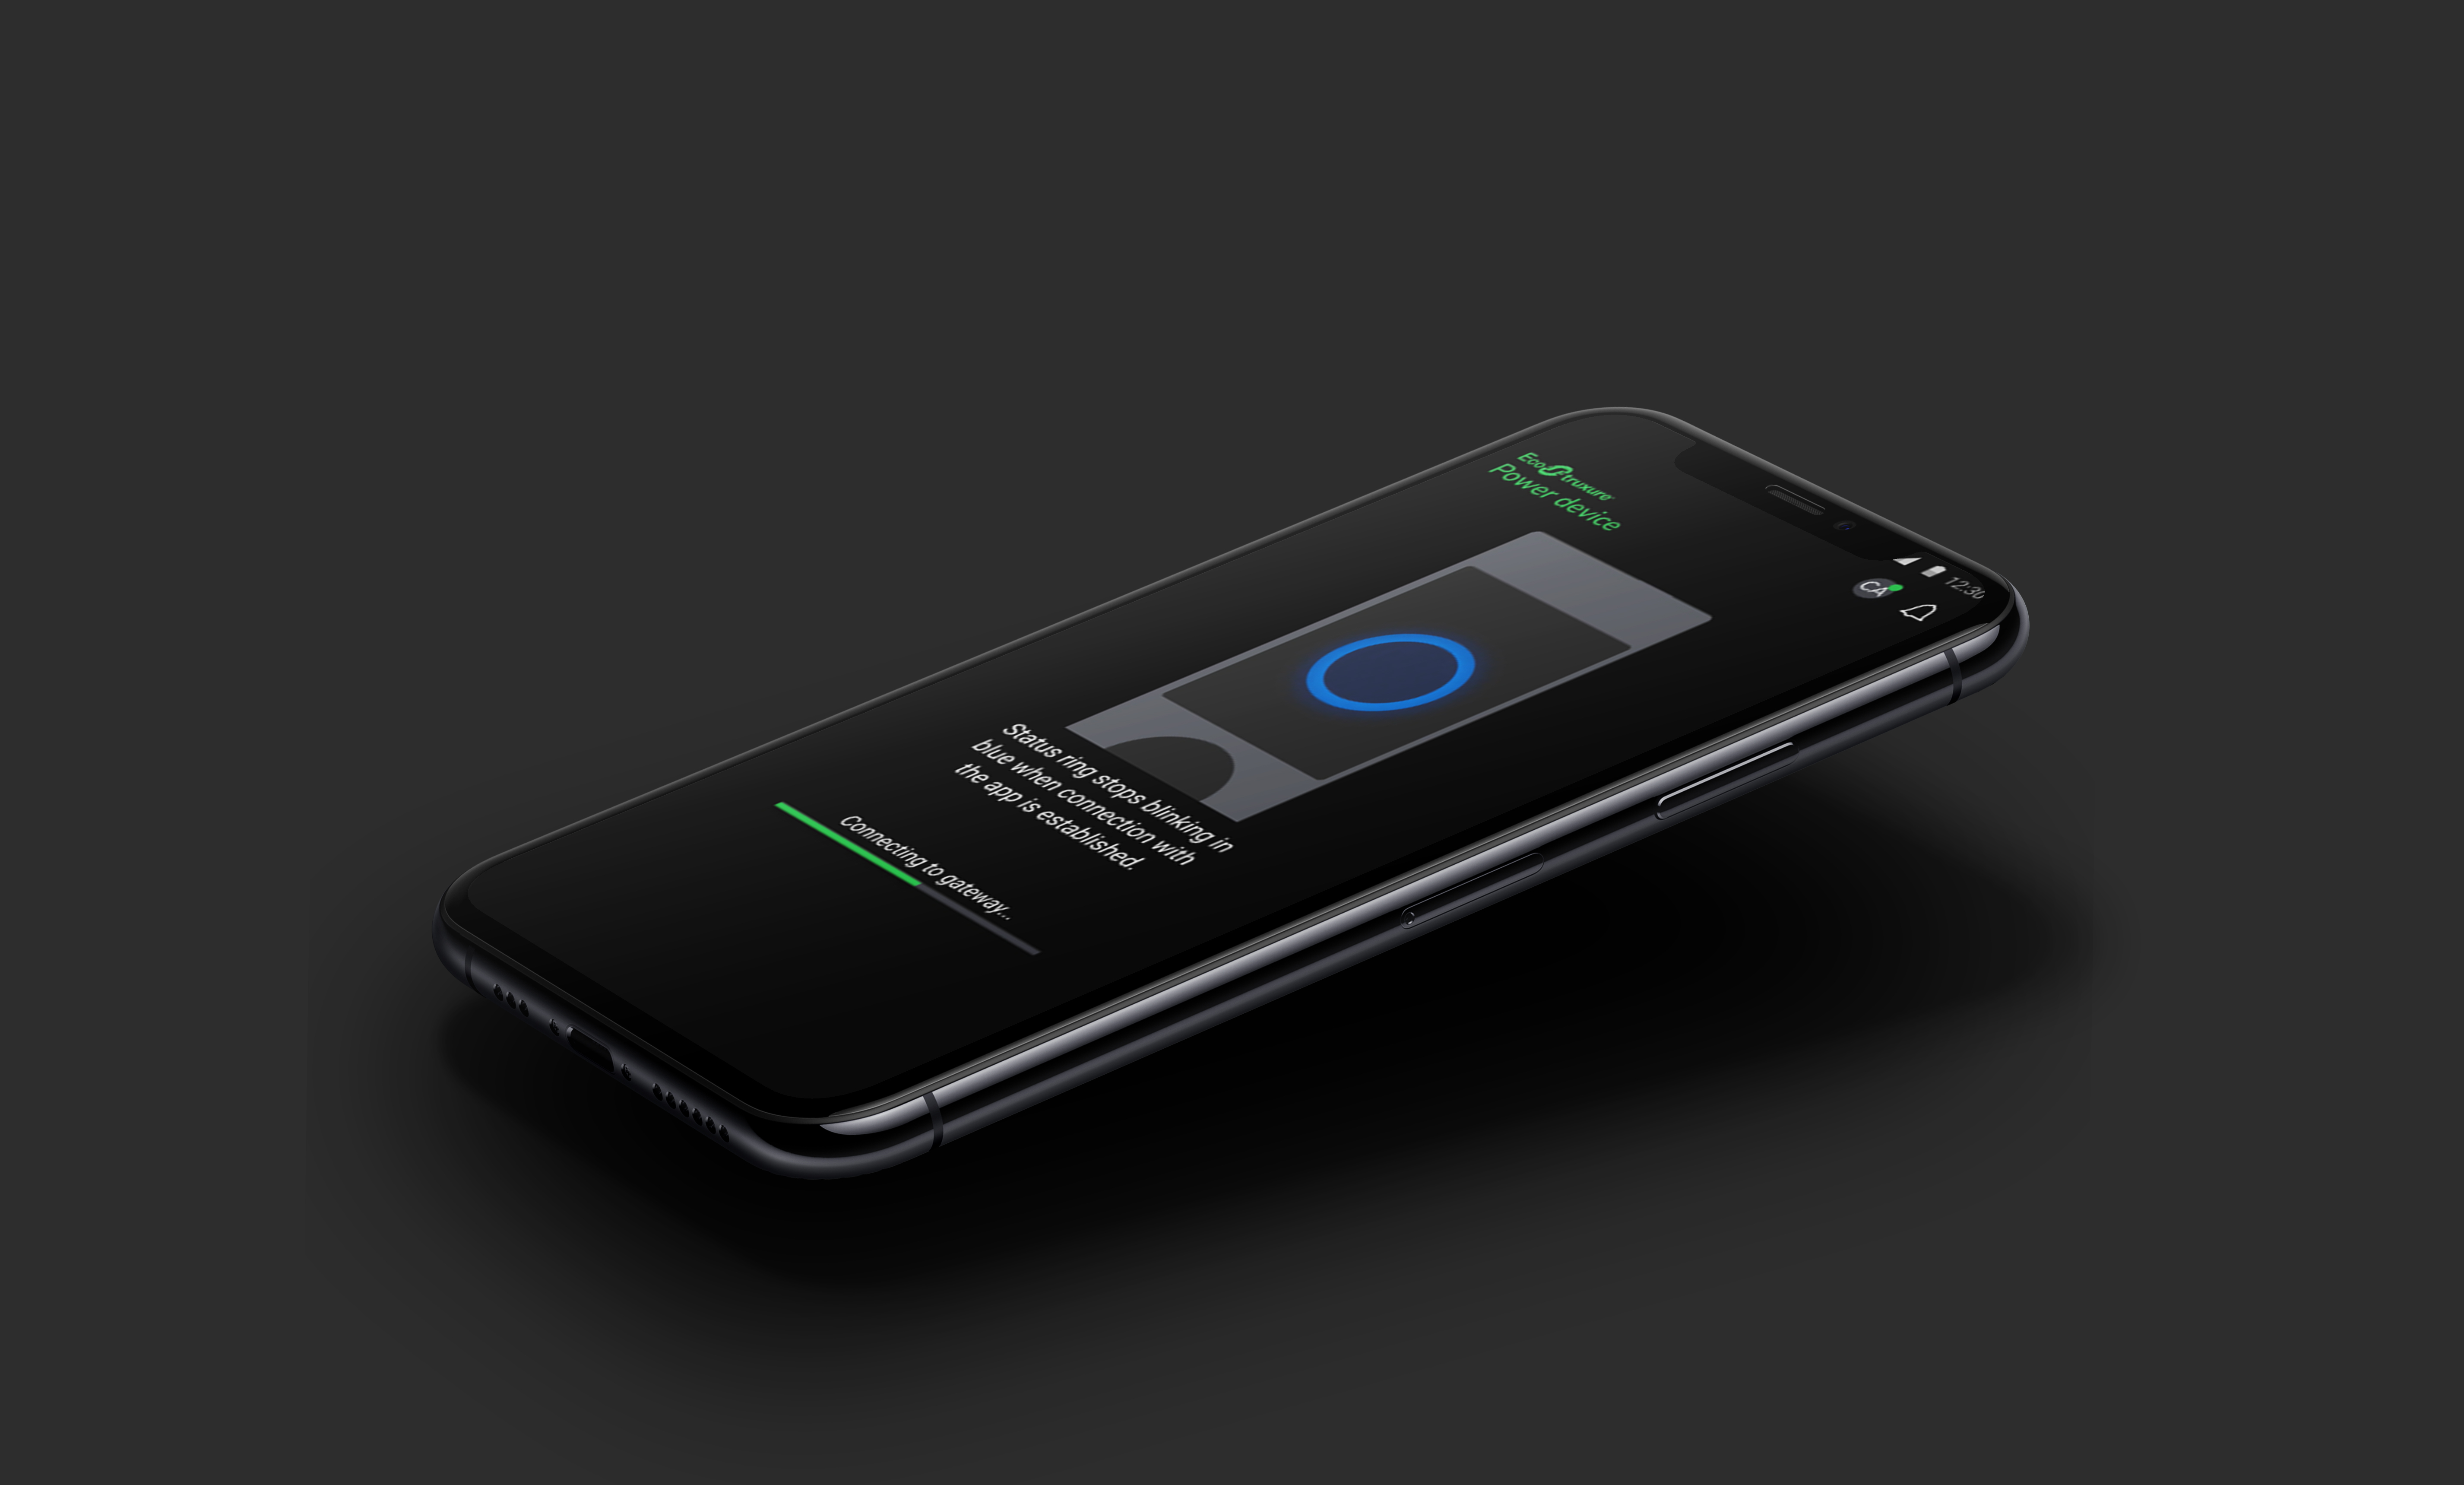 12:30
CA
EcoStruxure™
Power device
Status ring stops blinking in
blue when connection with
the app is established.
Connecting to gateway...